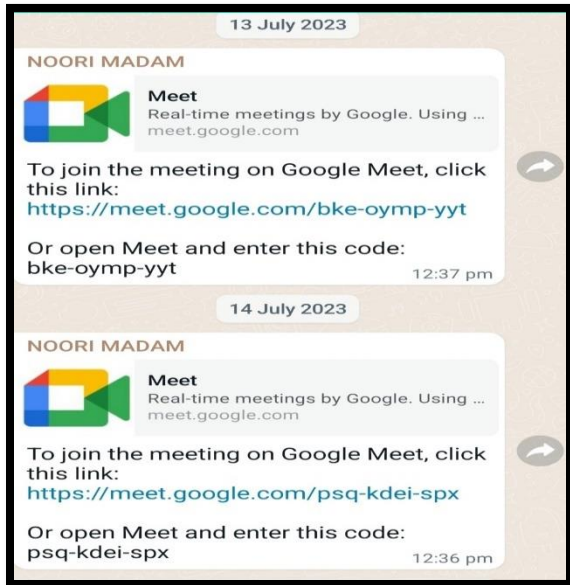 13 July 2023
NOORI MADAM
Meet
Real-time meetings by Google. Using ...
meet.google.com
To join the meeting on Google Meet, click
this link:
https://meet.google.com/bke-oymp-yyt
Or open Meet and enter this code:
bke-oymp-yyt
12:37 pm
14 July 2023
NOORI MADAM
Meet
Real-time meetings by Google. Using ...
meet.google.com
To join the meeting on Google Meet, click
this link:
https://meet.google.com/psq-kdei-spx
Or open Meet and enter this code:
psq-kdei-spx
12:36 pm